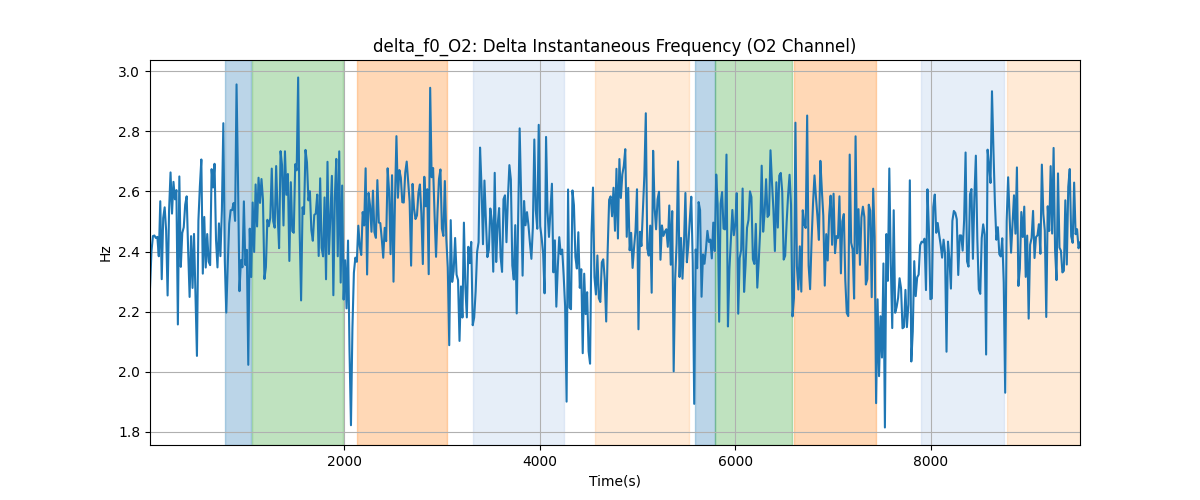 delta_f0_O2: Delta Instantaneous Frequency (O2 Channel)
3.0
2.8
2.6
2.4
2.2
2.0
1.8
Hz
2000 4000 6000 8000
Time(s)